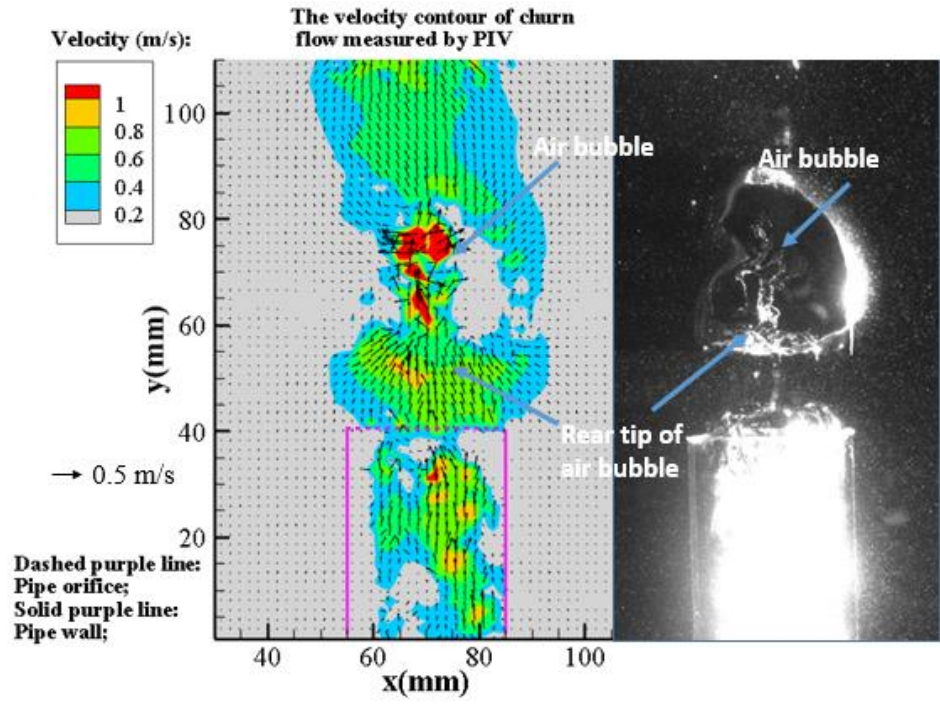 The velocity contour of churn
flow measured by PIV
Velocity (m/s):
1
0.8
0.6
0.4
0.2
100
80
60
40
20
y(mm)
Air bubble
Air bubble
Rear tip of
air bubble
0.5 m/s
Dashed purple line:
Pipe orifice;
Solid purple line:
Pipe wall;
40
60
80
100
x(mm)